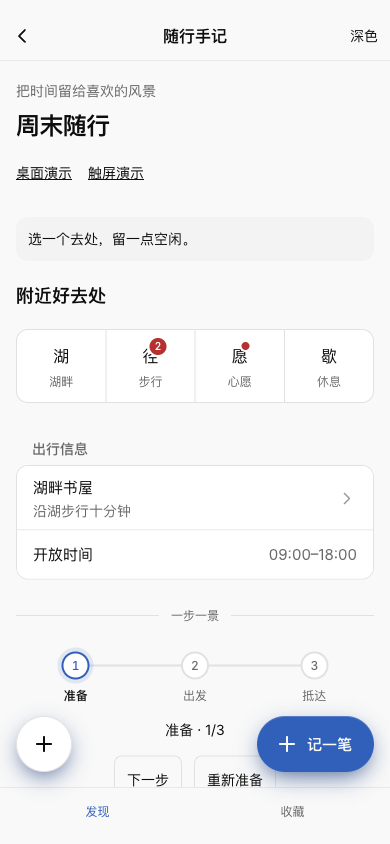 随行手记 深色
把时间留给喜欢的风景
周末随行
桌面演示 触屏演示
选一个去处，留一点空闲。
附近好去处
湖 径 2 愿 歇
湖畔 步行 心愿 休息
出行信息
湖畔书屋
沿湖步行十分钟
开放时间 09:00–18:00
一步一景
1 2 3
准备 出发 抵达
准备 · 1/3
记一笔
下一步 重新准备
发现 收藏